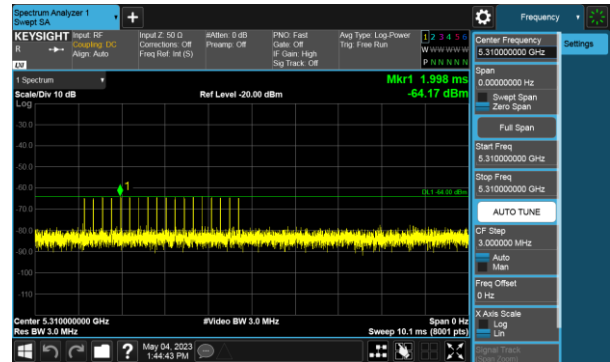 Spectrum Analyzer 1
Swept SA
Frequency
KEYSIGHT
Input: RF
Coupling: DC
Align: Auto
Input Z: 50 Ω
Corrections: Off
Freq Ref: Int (S)
#Atten: 0 dB
Preamp: Off
PNO: Fast
Gate: Off
IF Gain: High
Sig Track: Off
Avg Type: Log-Power
Trig: Free Run
1 2 3 4 5 6
W W W W W W
P N N N N N
R
LXI
1 Spectrum
Scale/Div 10 dB
Ref Level -20.00 dBm
Mkr1 1.998 ms
-64.17 dBm
Log
-30.0
-40.0
-50.0
-60.0
-70.0
-80.0
-90.0
-100
-110
1
DL1 -64.00 dBm
Center 5.310000000 GHz
Res BW 3.0 MHz
#Video BW 3.0 MHz
Span 0 Hz
Sweep 10.1 ms (8001 pts)
May 04, 2023
1:44:43 PM
Center Frequency
5.310000000 GHz
Settings
Span
0.00000000 Hz
Swept Span
Zero Span
Full Span
Start Freq
5.310000000 GHz
Stop Freq
5.310000000 GHz
AUTO TUNE
CF Step
3.000000 MHz
Auto
Man
Freq Offset
0 Hz
X Axis Scale
Log
Lin
Signal Track
(Span Zoom)